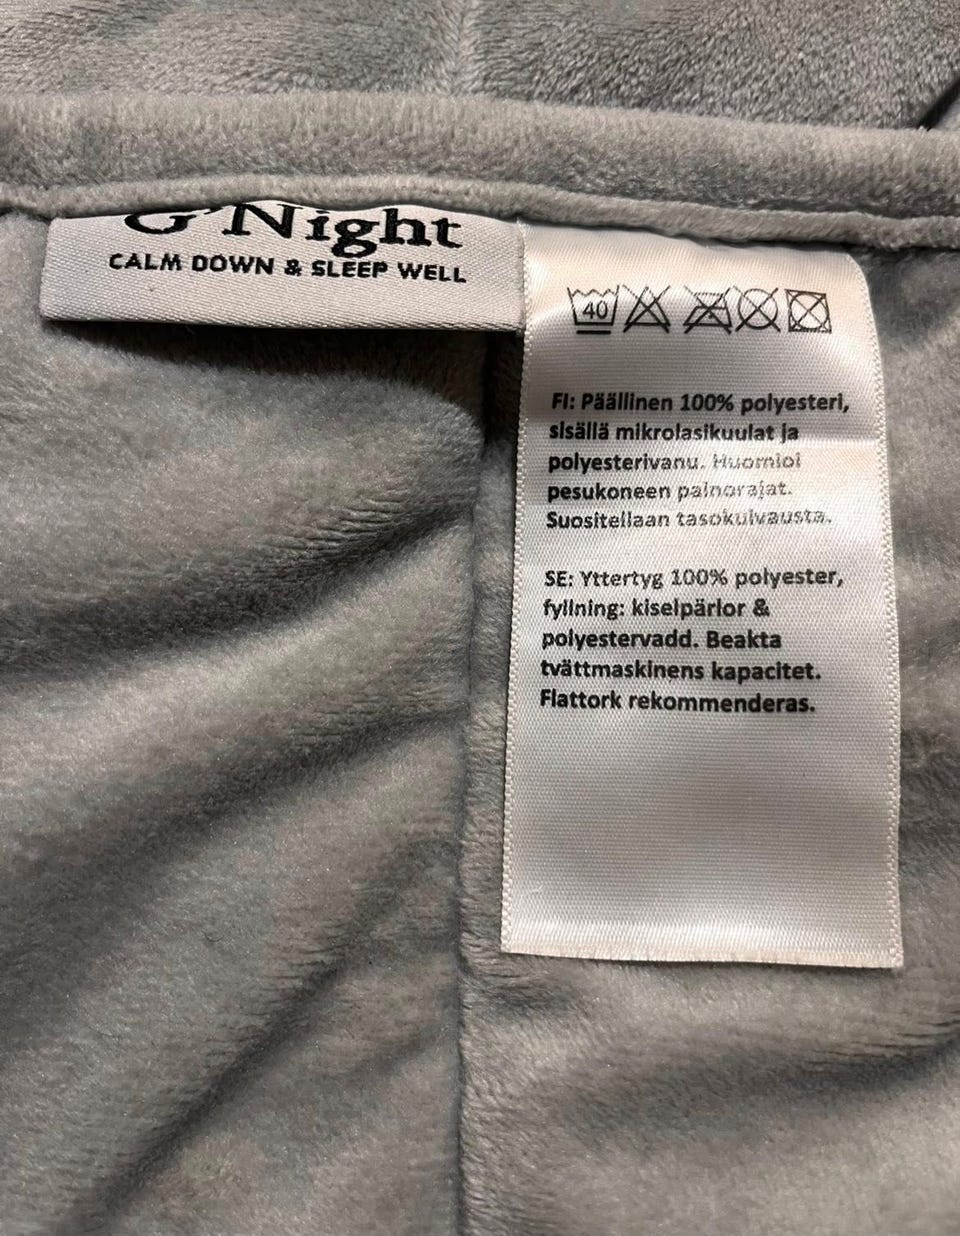 G'Night
CALM DOWN & SLEEP WELL
40
FI: Päällinen 100% polyesteri,
sisällä mikrolasikuulat ja
polyesterivanu. Huomioi
pesukoneen painorajat.
Suositellaan tasokuivausta.
SE: Yttertyg 100% polyester,
fyllning: kiselpärlor &
polyestervadd. Beakta
tvättmaskinens kapacitet.
Flattork rekommenderas.